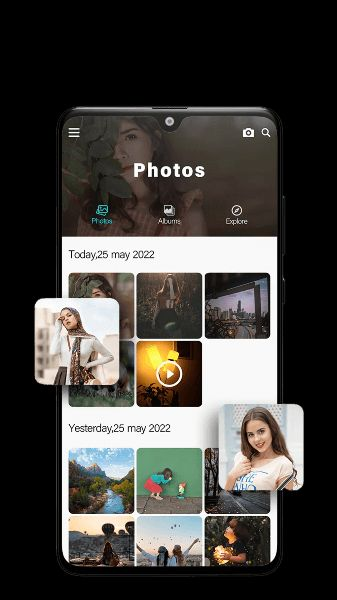 Photos
Photos
Albums
Explore
Today,25 may 2022
Yesterday,25 may 2022